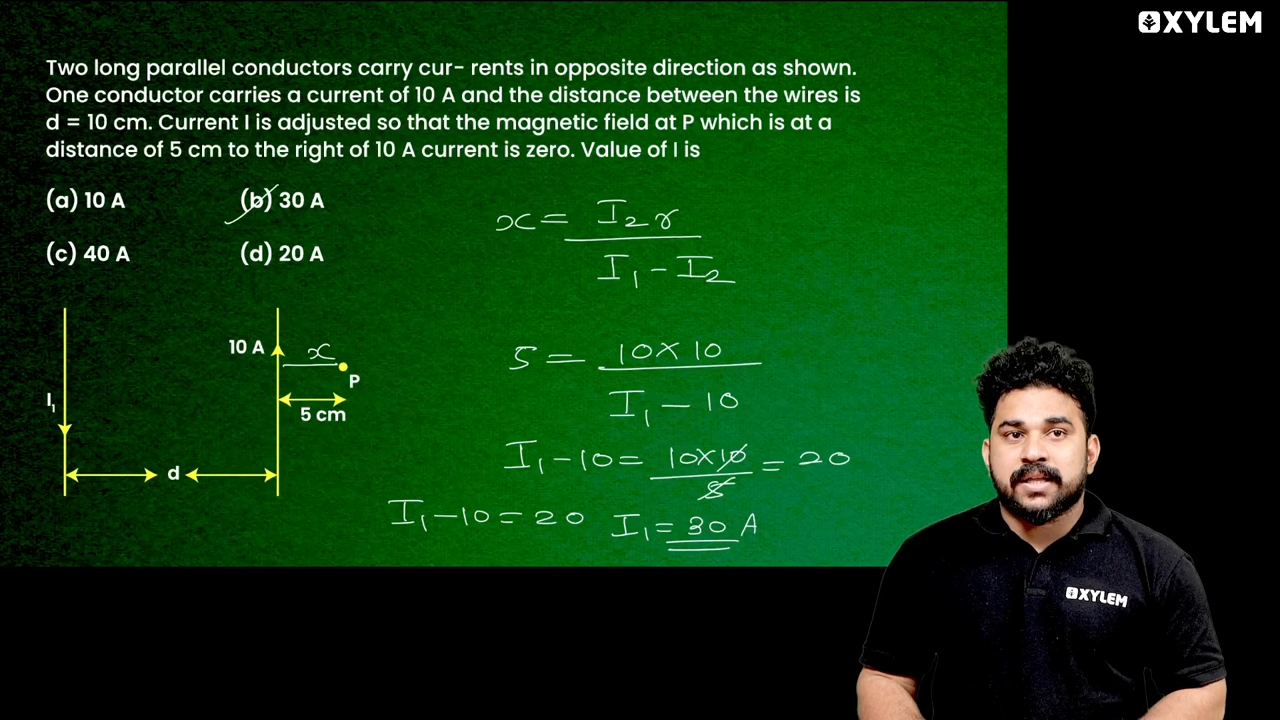 OXYLEM
Two long parallel conductors carry cur- rents in opposite direction as shown.
One conductor carries a current of 10 A and the distance between the wires is
d = 10 cm. Current I is adjusted so that the magnetic field at P which is at a
distance of 5 cm to the right of 10 A current is zero. Value of I is
(a) 10 A (b) 30 A
(c) 40 A (d) 20 A
x = I₂ r / I₁ - I₂
10 A x
P
I₁
5 cm
d
5 = 10 × 10 / I₁ - 10
I₁ - 10 = 10 × 10 / 5 = 20
I₁ - 10 = 20 I₁ = 30 A
OXYLEM